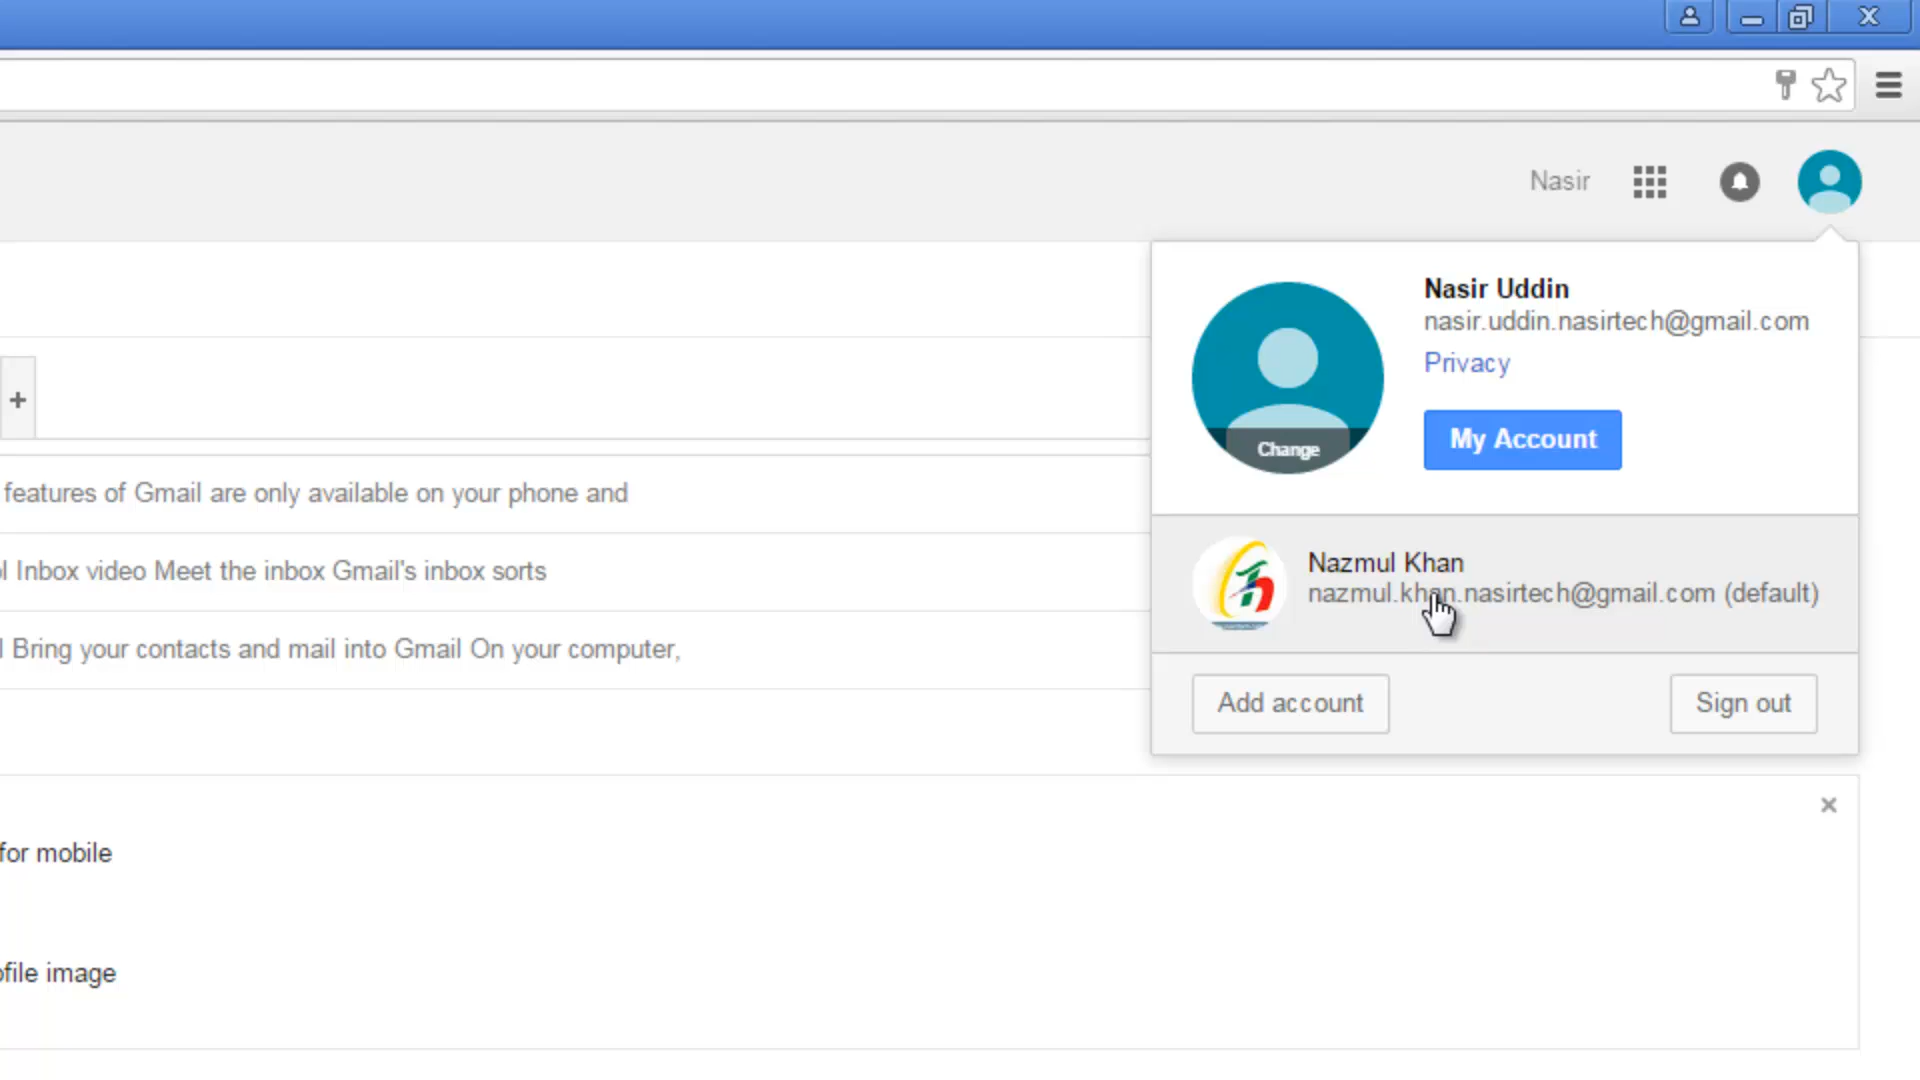 Nasir
Nasir Uddin
nasir.uddin.nasirtech@gmail.com
Privacy
My Account
Change
+
features of Gmail are only available on your phone and
l Inbox video Meet the inbox Gmail's inbox sorts
l Bring your contacts and mail into Gmail On your computer,
Nazmul Khan
nazmul.khan.nasirtech@gmail.com (default)
Add account
Sign out
for mobile
ofile image